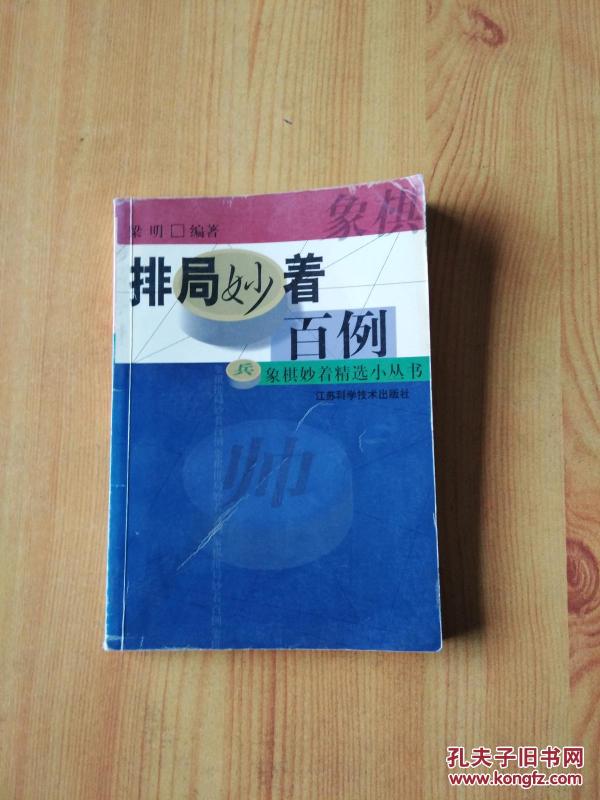 象棋
梁明□编著
排局妙着
百例
兵
象棋妙着精选小丛书
江苏科学技术出版社
帅
孔夫子旧书网
www.kongfz.com